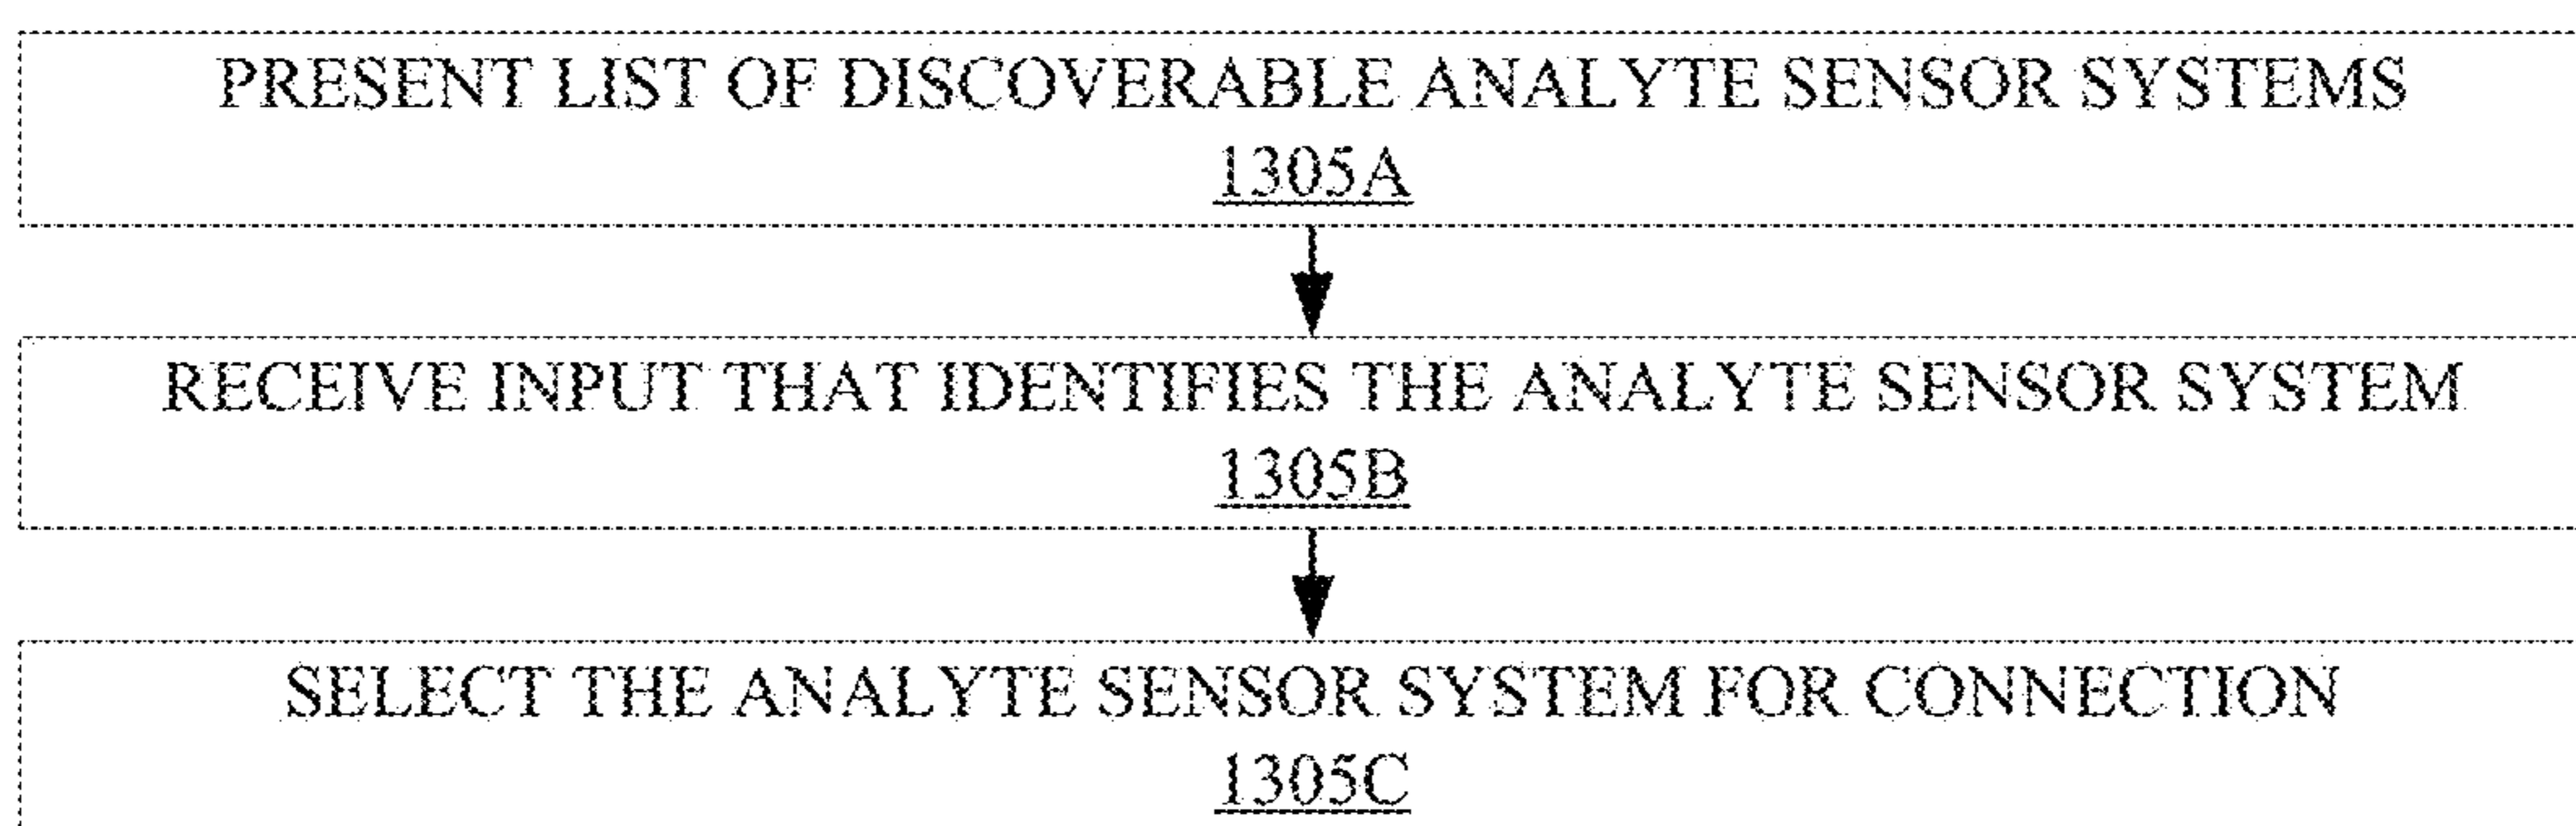 PRESENT LIST OF DISCOVERABLE ANALYTE SENSOR SYSTEMS
1305A
RECEIVE INPUT THAT IDENTIFIES THE ANALYTE SENSOR SYSTEM
1305B
SELECT THE ANALYTE SENSOR SYSTEM FOR CONNECTION
1305C